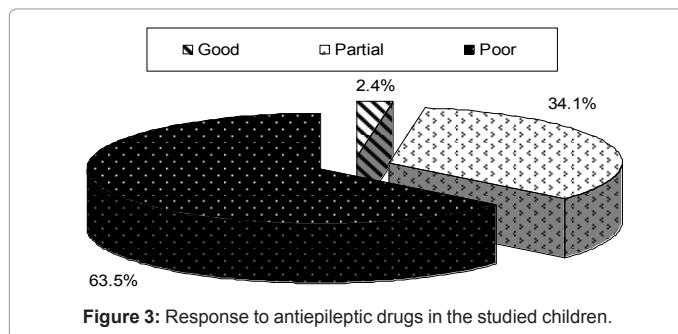 Good Partial Poor
2.4%
34.1%
63.5%
Figure 3: Response to antiepileptic drugs in the studied children.